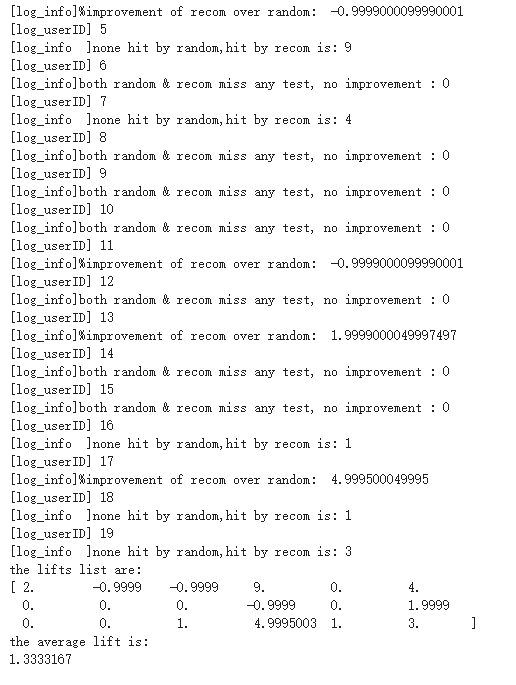 [log_info]%improvement of recom over random:  -0.9999000099990001
[log_userID] 5
[log_info  ]none hit by random,hit by recom is: 9
[log_userID] 6
[log_info]both random & recom miss any test, no improvement : 0
[log_userID] 7
[log_info  ]none hit by random,hit by recom is: 4
[log_userID] 8
[log_info]both random & recom miss any test, no improvement : 0
[log_userID] 9
[log_info]both random & recom miss any test, no improvement : 0
[log_userID] 10
[log_info]both random & recom miss any test, no improvement : 0
[log_userID] 11
[log_info]%improvement of recom over random:  -0.9999000099990001
[log_userID] 12
[log_info]both random & recom miss any test, no improvement : 0
[log_userID] 13
[log_info]%improvement of recom over random:  1.9999000049997497
[log_userID] 14
[log_info]both random & recom miss any test, no improvement : 0
[log_userID] 15
[log_info]both random & recom miss any test, no improvement : 0
[log_userID] 16
[log_info  ]none hit by random,hit by recom is: 1
[log_userID] 17
[log_info]%improvement of recom over random:  4.999500049995
[log_userID] 18
[log_info  ]none hit by random,hit by recom is: 1
[log_userID] 19
[log_info  ]none hit by random,hit by recom is: 3
the lifts list are:
[ 2.        -0.9999    -0.9999     9.         0.         4.
  0.         0.         0.        -0.9999     0.         1.9999
  0.         0.         1.         4.9995003  1.         3.       ]
the average lift is:
1.3333167